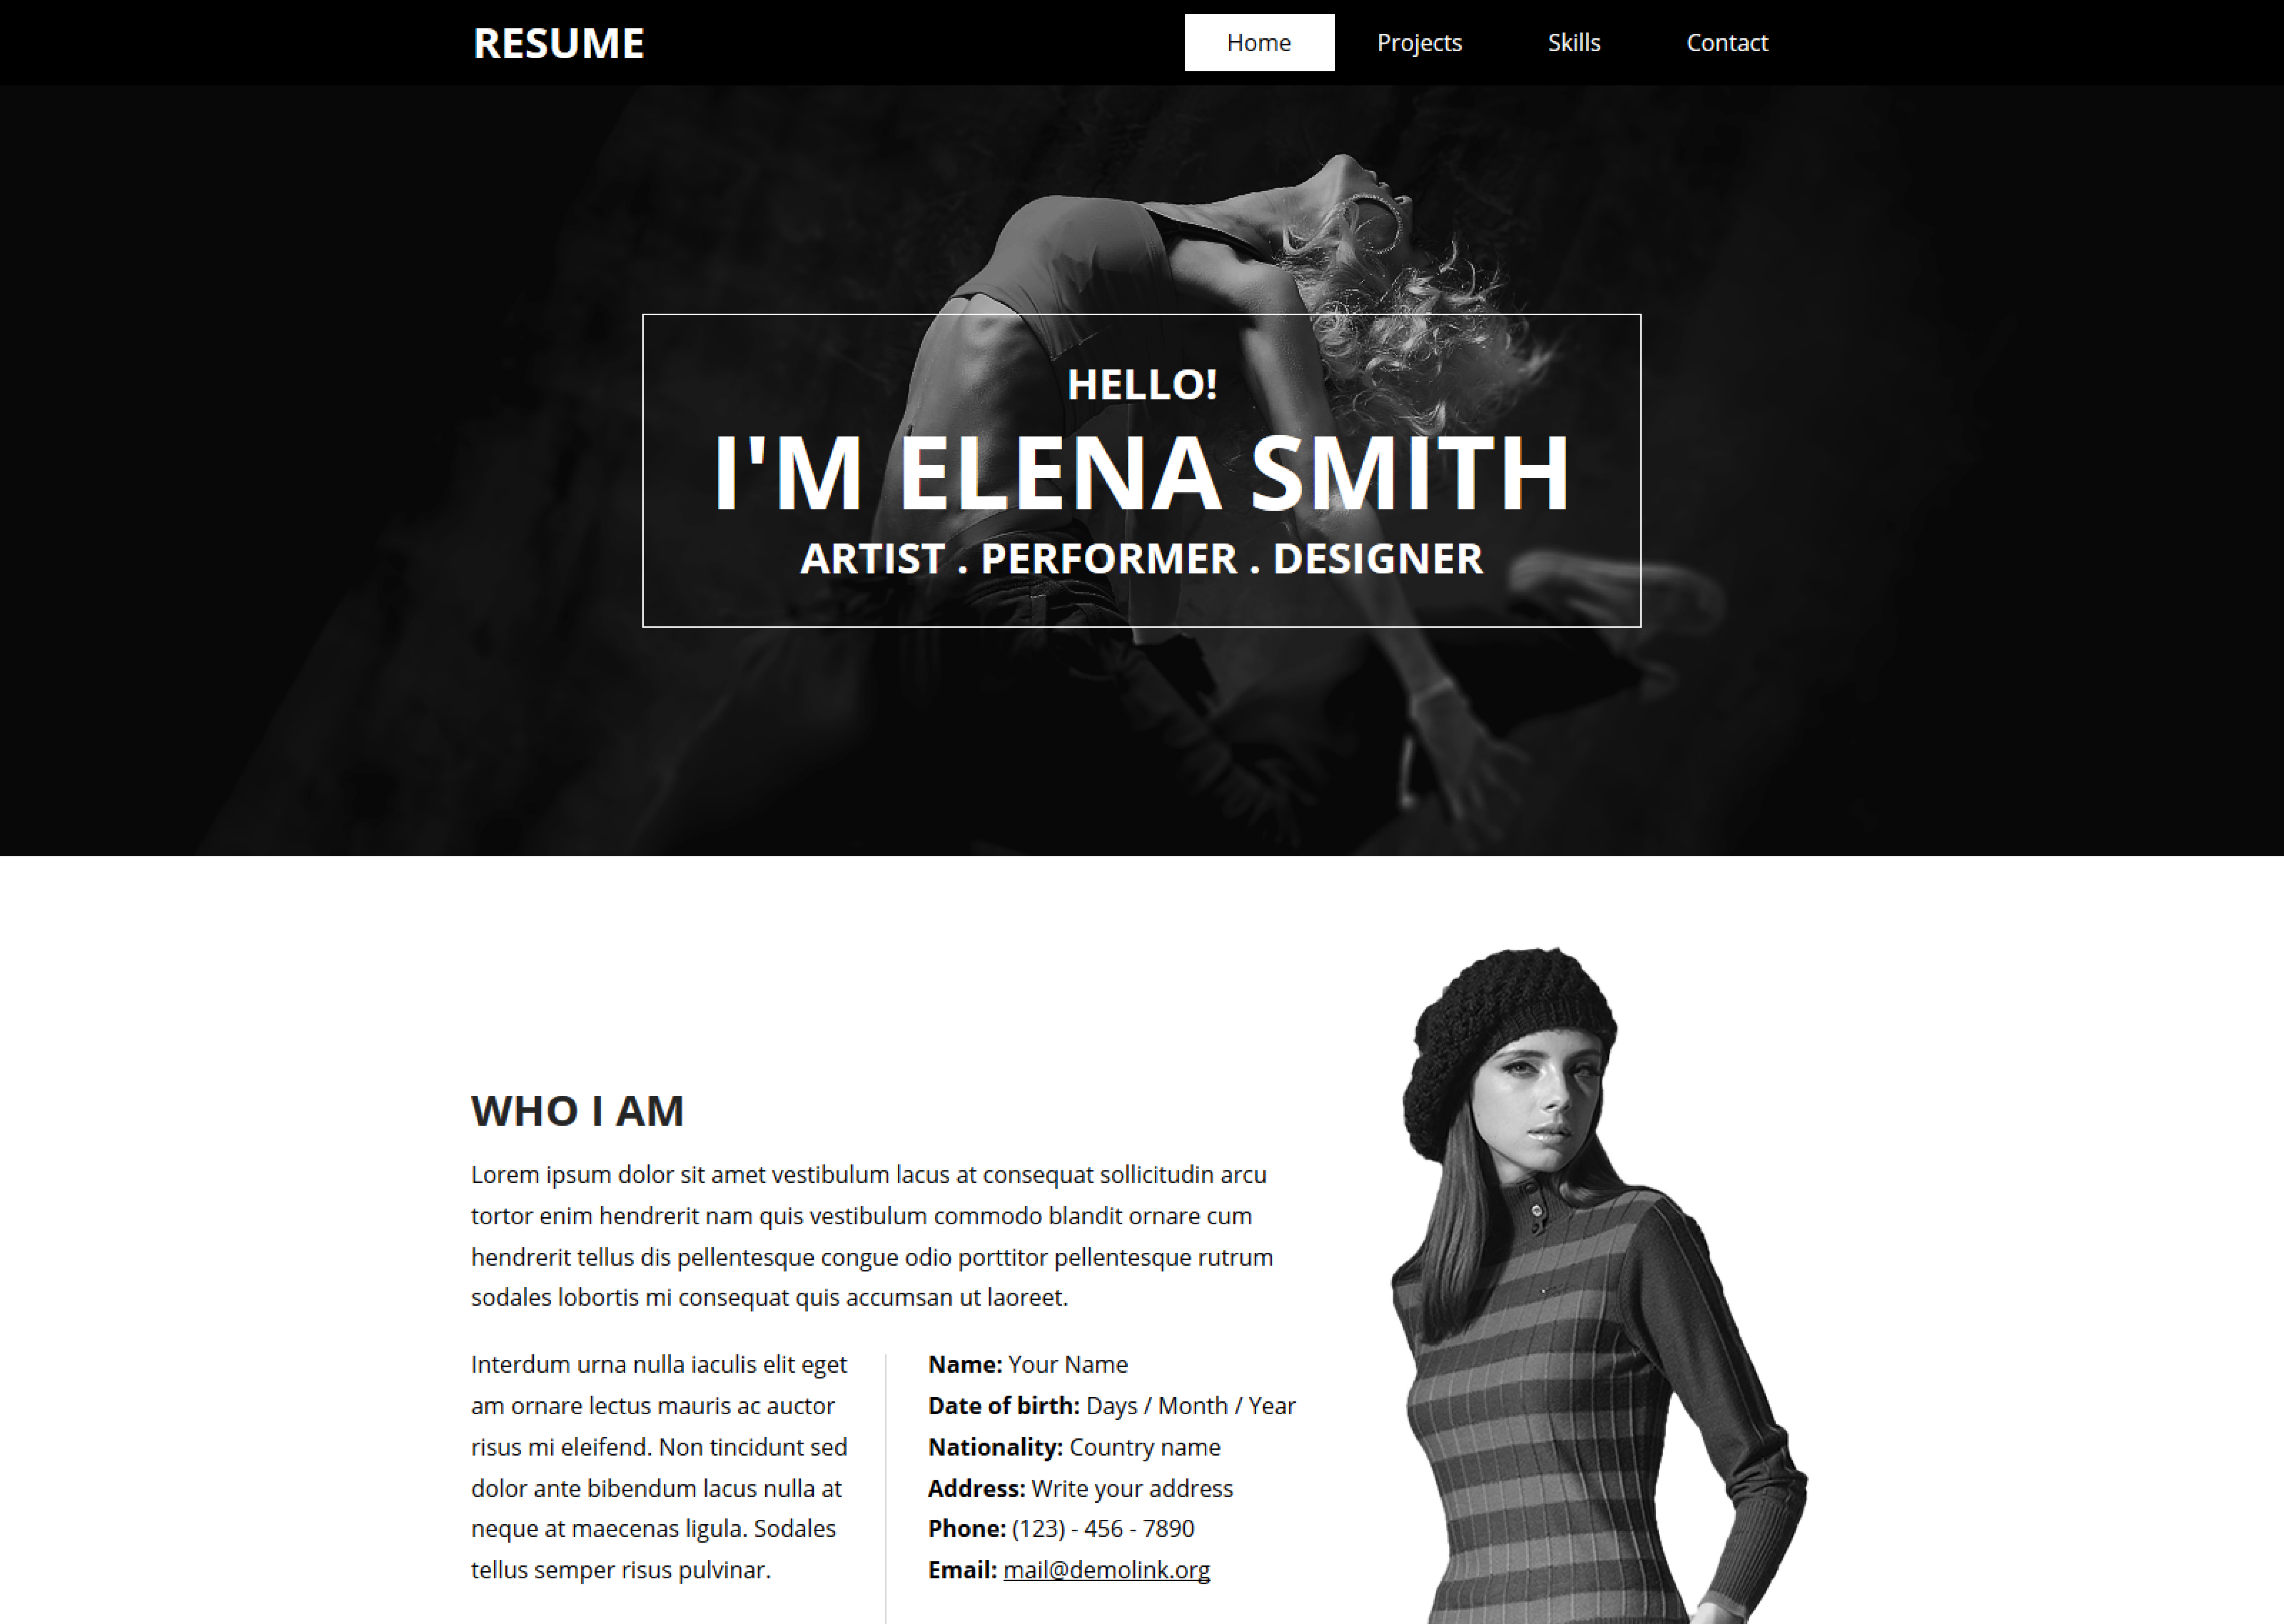 RESUME
Home
Projects
Skills
Contact
HELLO!
I'M ELENA SMITH
ARTIST . PERFORMER . DESIGNER
WHO I AM
Lorem ipsum dolor sit amet vestibulum lacus at consequat sollicitudin arcu
tortor enim hendrerit nam quis vestibulum commodo blandit ornare cum
hendrerit tellus dis pellentesque congue odio porttitor pellentesque rutrum
sodales lobortis mi consequat quis accumsan ut laoreet.
Interdum urna nulla iaculis elit eget
am ornare lectus mauris ac auctor
risus mi eleifend. Non tincidunt sed
dolor ante bibendum lacus nulla at
neque at maecenas ligula. Sodales
tellus semper risus pulvinar.
Name: Your Name
Date of birth: Days / Month / Year
Nationality: Country name
Address: Write your address
Phone: (123) - 456 - 7890
Email: mail@demolink.org